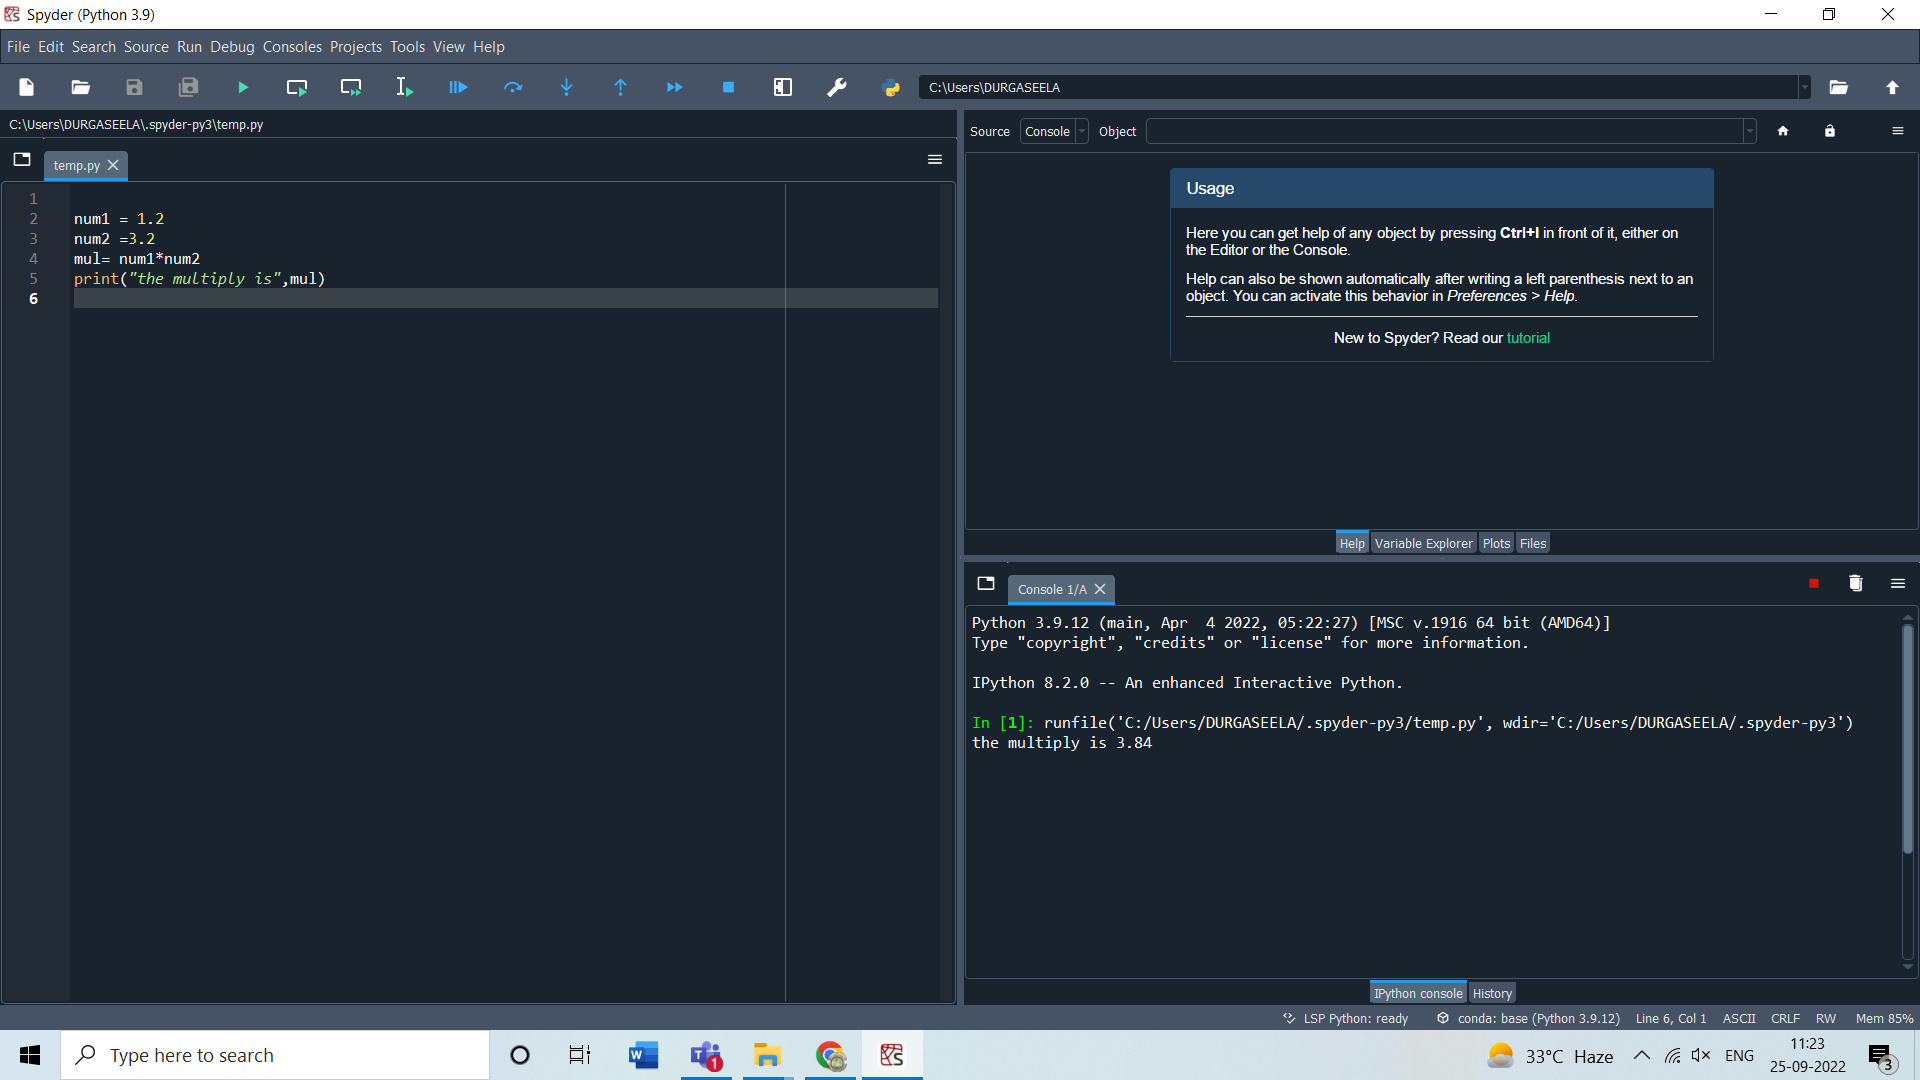 Spyder (Python 3.9)
File Edit Search Source Run Debug Consoles Projects Tools View Help
C:\Users\DURGASEELA
C:\Users\DURGASEELA\.spyder-py3\temp.py
temp.py
1
2 num1 = 1.2
3 num2 =3.2
4 mul= num1*num2
5 print("the multiply is",mul)
6
Source Console Object
Usage
Here you can get help of any object by pressing Ctrl+I in front of it, either on
the Editor or the Console.
Help can also be shown automatically after writing a left parenthesis next to an
object. You can activate this behavior in Preferences > Help.
New to Spyder? Read our tutorial
Help Variable Explorer Plots Files
Console 1/A
Python 3.9.12 (main, Apr  4 2022, 05:22:27) [MSC v.1916 64 bit (AMD64)]
Type "copyright", "credits" or "license" for more information.
IPython 8.2.0 -- An enhanced Interactive Python.
In [1]: runfile('C:/Users/DURGASEELA/.spyder-py3/temp.py', wdir='C:/Users/DURGASEELA/.spyder-py3')
the multiply is 3.84
IPython console History
LSP Python: ready conda: base (Python 3.9.12) Line 6, Col 1 ASCII CRLF RW Mem 85%
Type here to search
W
T 1
33°C Haze
ENG
11:23
25-09-2022
3